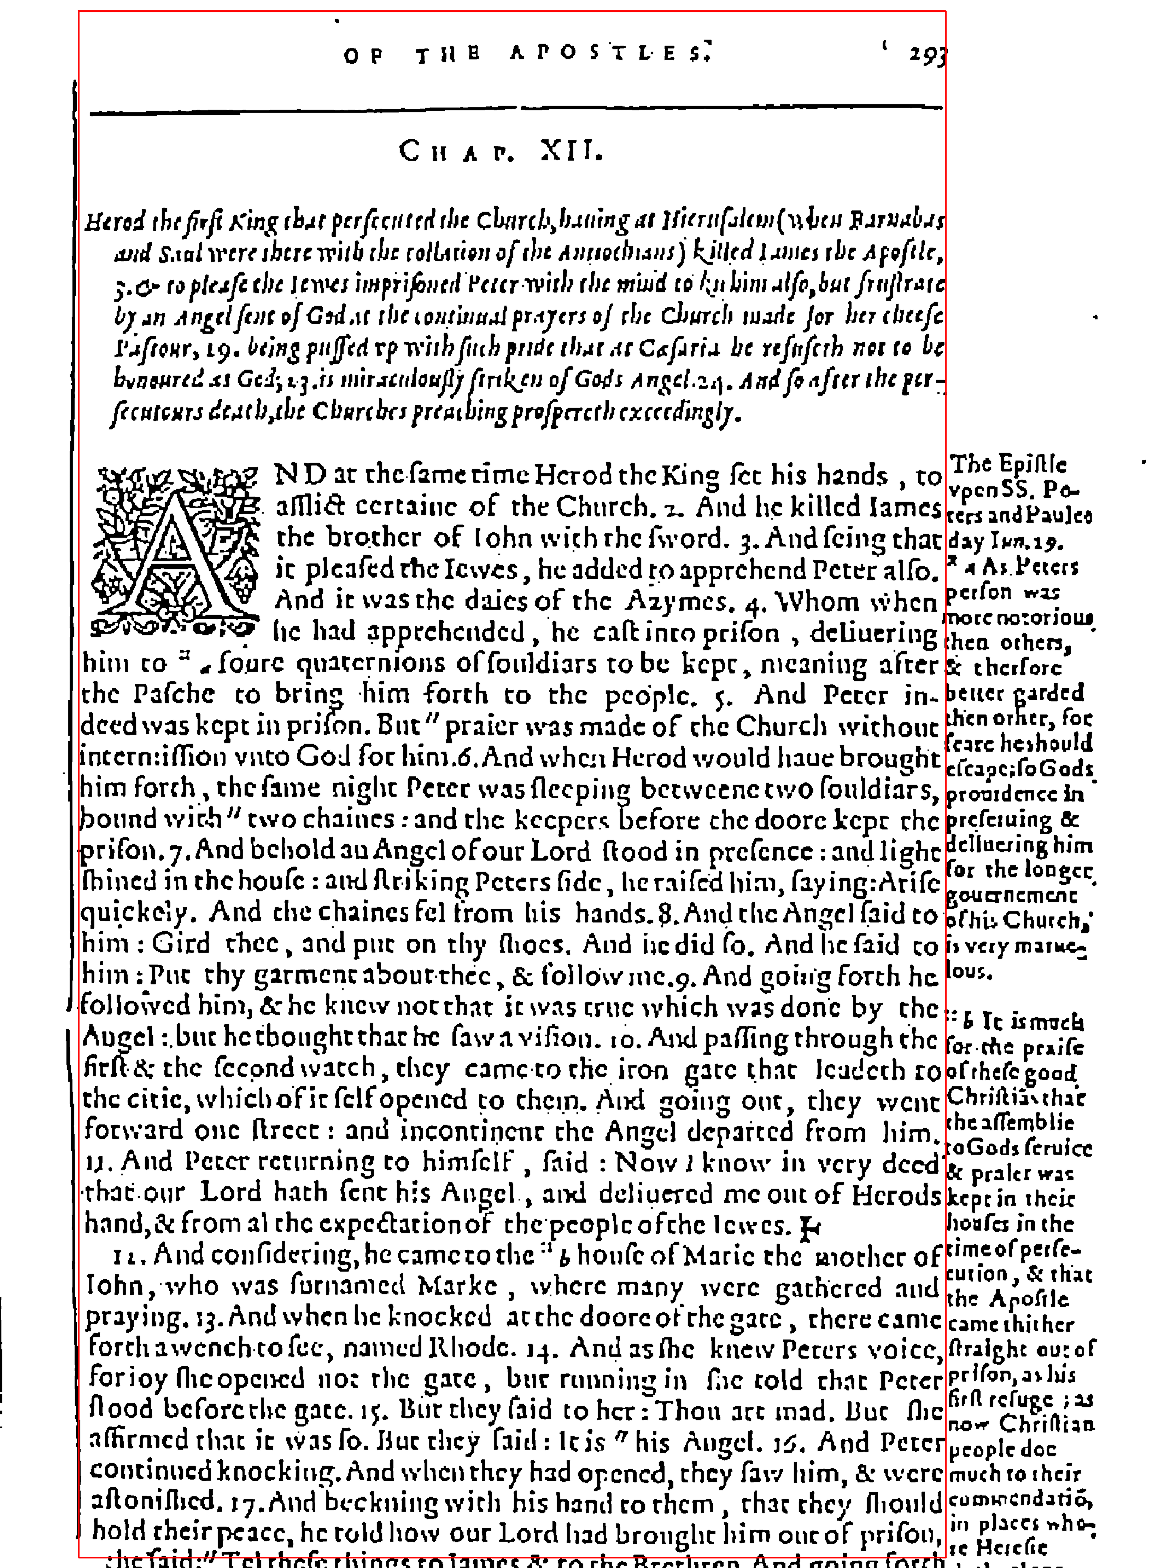 OF THE APOSTLES. 293
CHAP. XII.
Herod the first King that persecuted the Church, hauing at Hierusalem (when Barnabas
and Saul were there with the collation of the Antiochians) killed Iames the Apostle,
3. & to please the Iewes imprisoned Peter with the mind to kil him also, but frustrate
by an Angel sent of God at the continual prayers of the Church made for her cheefe
Pastour, 19. being puffed vp with such pride that at Cæsaria he refuseth not to be
honoured as God; 23. is miraculously striken of Gods Angel. 24. And so after the per-
secutours death, the Churches preaching prospereth exceedingly.
AND at the ſame time Herod the King ſet his hands, to
afflict certaine of the Church. 2. And he killed Iames
the brother of Iohn with the ſword. 3. And ſeing that
it pleaſed the Iewes, he added to apprehend Peter alſo.
And it was the daies of the Azymes. 4. Whom when
he had apprehended, he caſt into priſon, deliuering
him to :: a foure quaternions of ſouldiars to be kept, meaning after
the Paſche to bring him forth to the people. 5. And Peter in-
deed was kept in priſon. But " praier was made of the Church without
intermiſſion vnto God for him. 6. And when Herod would haue brought
him forth, the ſame night Peter was ſleeping betweene two ſouldiars,
bound with " two chaines: and the keepers before the doore kept the
priſon. 7. And behold an Angel of our Lord ſtood in preſence: and light
ſhined in the houſe: and ſtriking Peters ſide, he raiſed him, ſaying: Ariſe
quickely. And the chaines fel from his hands. 8. And the Angel ſaid to
him: Gird thee, and put on thy ſhoes. And he did ſo. And he ſaid to
him: Put thy garment about thee, & follow me. 9. And going forth he
followed him, & he knew not that it was true which was done by the
Angel: but he thought that he ſaw a viſion. 10. And paſſing through the
firſt & the ſecond watch, they came to the iron gate that leadeth to
the citie, which of it ſelf opened to them. And going out, they went
forward one ſtreet: and incontinent the Angel departed from him.
11. And Peter returning to himſelf, ſaid: Now I know in very deed
that our Lord hath ſent his Angel, and deliuered me out of Herods
hand, & from al the expectation of the people of the Iewes.
12. And conſidering, he came to the :: b houſe of Marie the mother of
Iohn, who was ſurnamed Marke, where many were gathered and
praying. 13. And when he knocked at the doore of the gate, there came
forth a wench to ſee, named Rhode. 14. And as ſhe knew Peters voice,
for ioy ſhe opened not the gate, but running in ſhe told that Peter
ſtood before the gate. 15. But they ſaid to her: Thou art mad. But ſhe
affirmed that it was ſo. But they ſaid: It is " his Angel. 16. And Peter
continued knocking. And when they had opened, they ſaw him, & were
aſtoniſhed. 17. And beckning with his hand to them, that they ſhould
hold their peace, he told how our Lord had brought him out of priſon,
& he ſaid: " Tel theſe things to Iames & to the Brethren. And going forth
The Epiſtle
vpon SS. Pe-
ters and Paules
day Iun. 29.
:: a As Peters
perſon was
more notorious
then others,
& therfore
better garded
then other, for
feare he should
eſcape; ſo Gods
prouidence in
preſeruing &
deliuering him
for the longer
gouernement
of his Church,
is very marue-
lous.
:: b It is much
for the praiſe
of theſe good
Chriſtiãs that
the aſſemblie
to Gods ſeruice
& praier was
kept in their
houſes in the
time of perſe-
cution, & that
the Apoſtle
came thither
ſtraight out of
priſon, as his
firſt refuge; as
now Chriſtian
people doe
much to their
commendatiõ,
in places whe-
re Hereſie